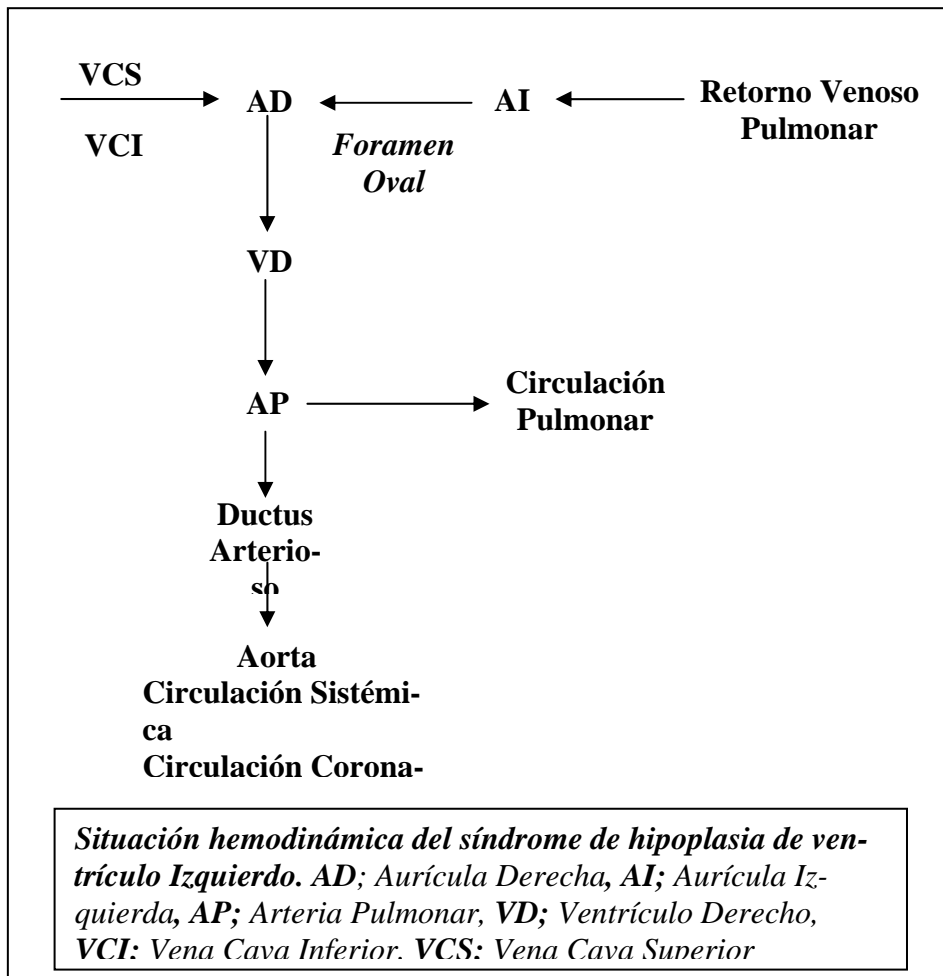 VCS
AD
AI
Retorno Venoso
Pulmonar
VCI
Foramen
Oval
VD
AP
Circulación
Pulmonar
Ductus
Arterio-
so
Aorta
Circulación Sistémi-
ca
Circulación Corona-
Situación hemodinámica del síndrome de hipoplasia de ven-
trículo Izquierdo. AD; Aurícula Derecha, AI; Aurícula Iz-
quierda, AP; Arteria Pulmonar, VD; Ventrículo Derecho,
VCI; Vena Cava Inferior. VCS; Vena Cava Superior